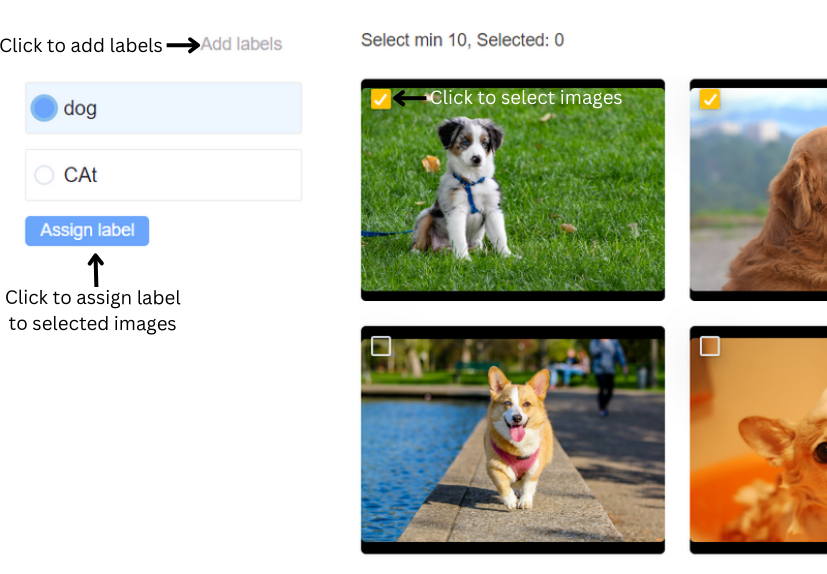 Click to add labels
Add labels
Select min 10, Selected: 0
Click to select images
dog
CAt
Assign label
Click to assign label
to selected images